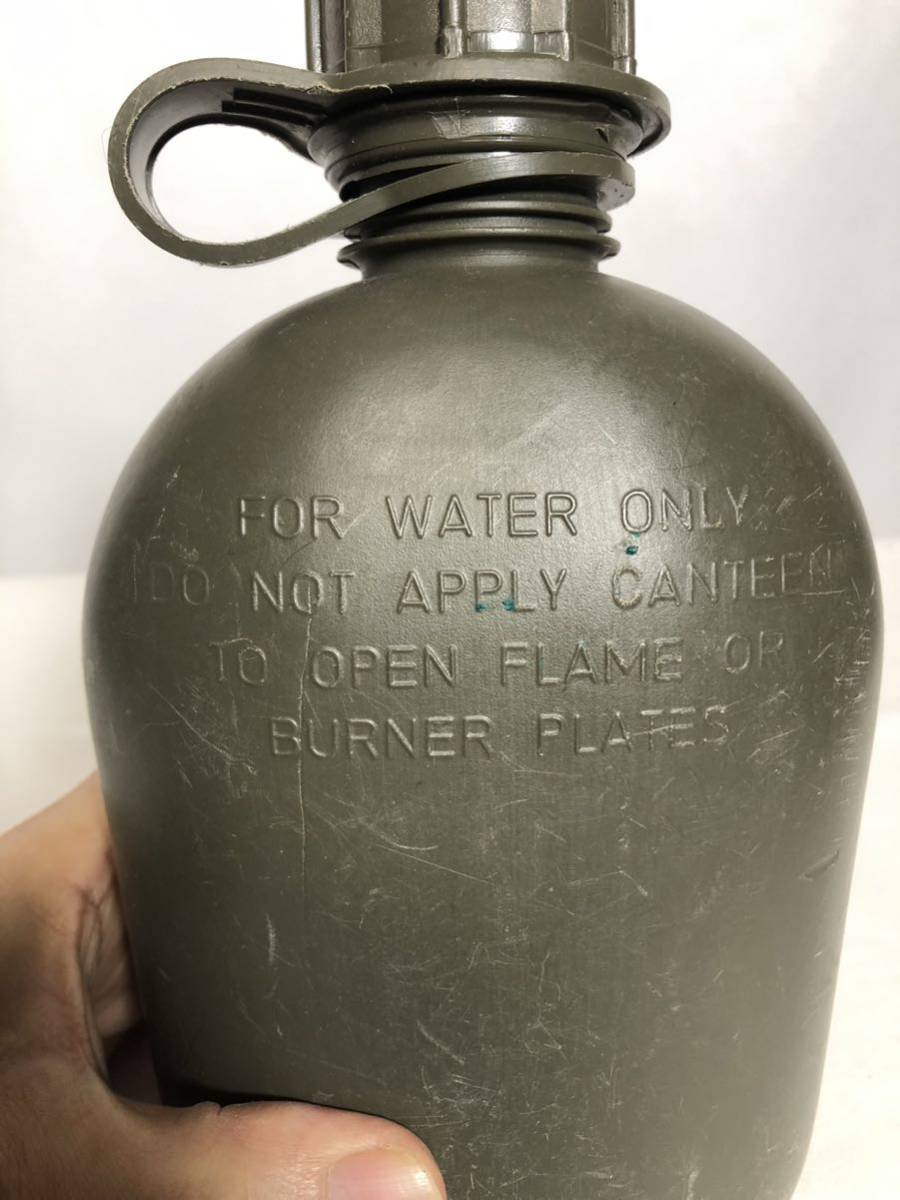 FOR WATER ONLY
DO NOT APPLY CANTEEN
TO OPEN FLAME OR
BURNER PLATES